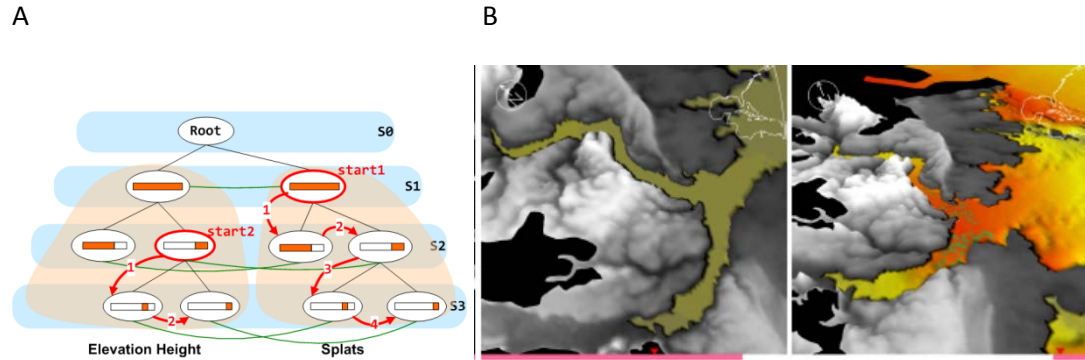 A
B
Root
S0
start1
S1
1
2
start2
S2
1
3
2
4
S3
Elevation Height
Splats
N